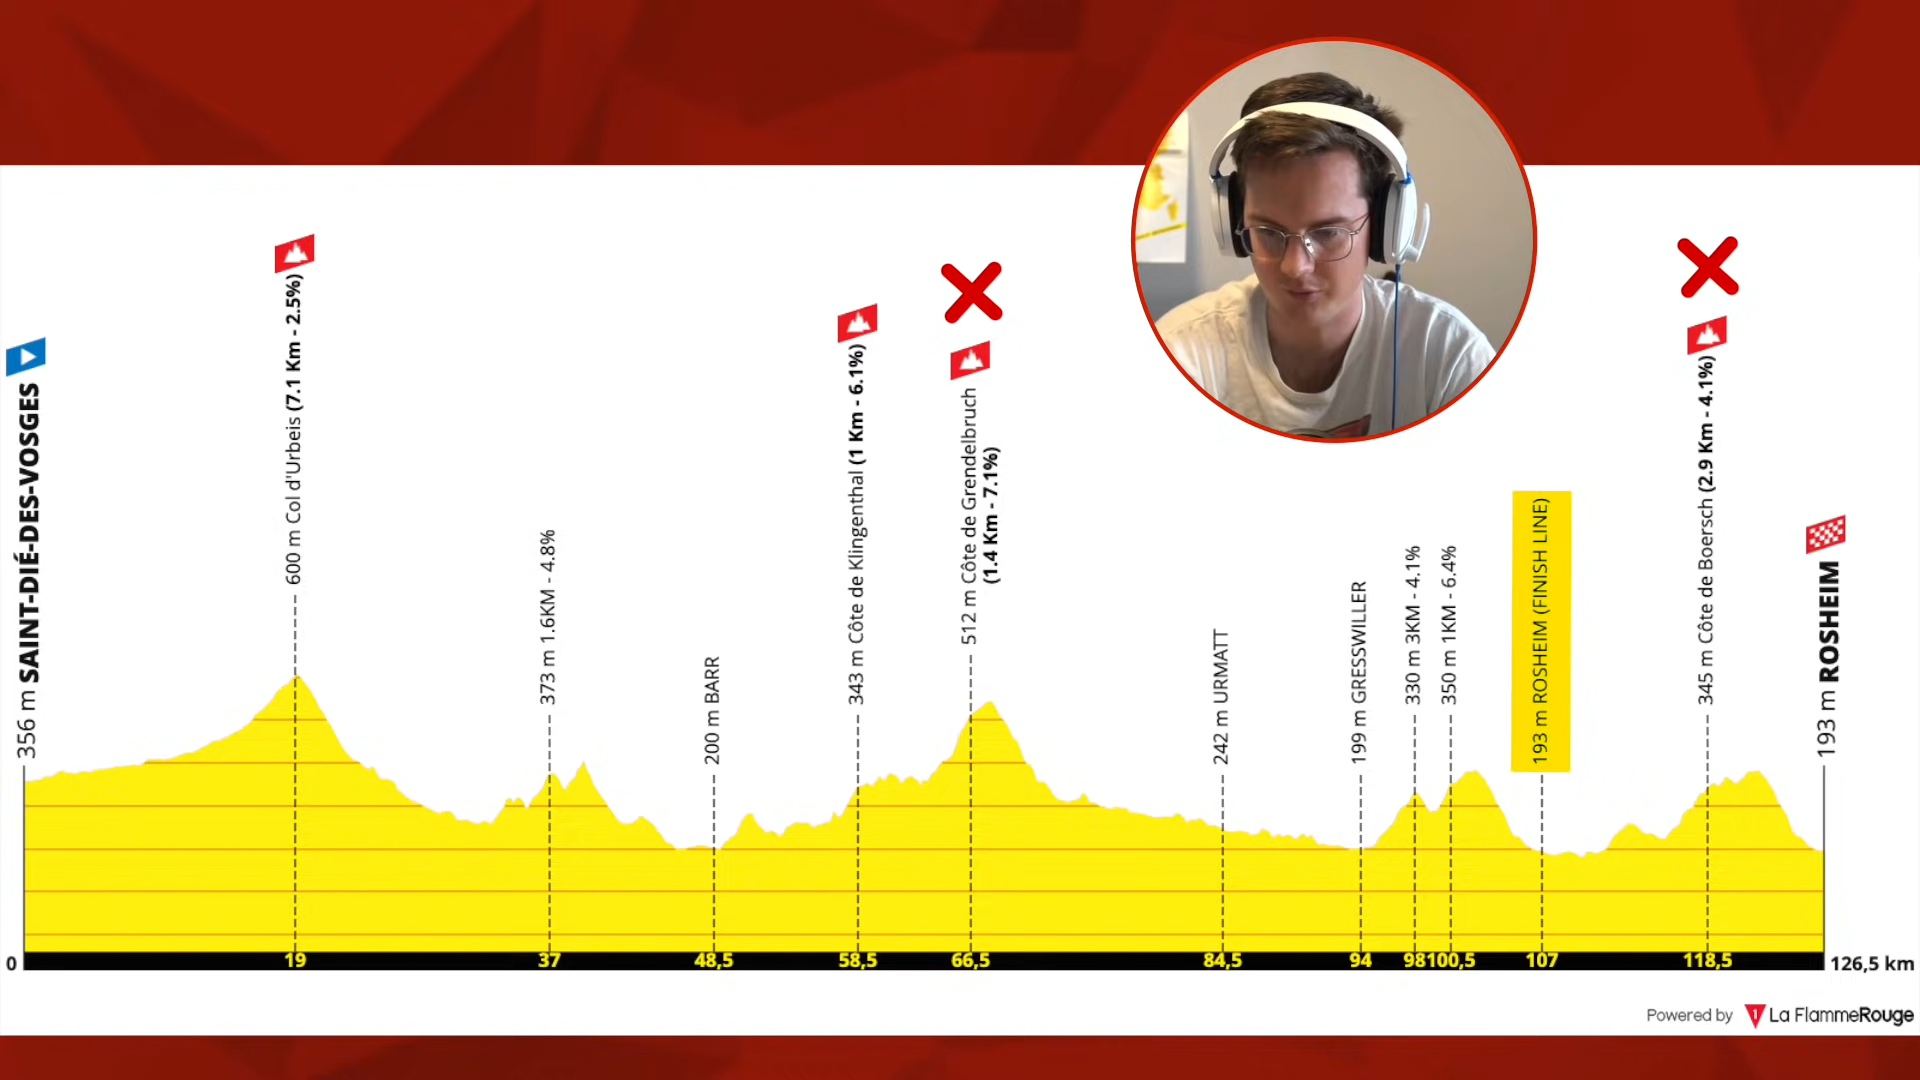 356 m SAINT-DIÉ-DES-VOSGES
600 m Col d'Urbeis (7.1 Km - 2.5%)
373 m 1.6KM - 4.8%
200 m BARR
343 m Côte de Klingenthal (1 Km - 6.1%)
512 m Côte de Grendelbruch
(1.4 Km - 7.1%)
242 m URMATT
199 m GRESSWILLER
330 m 3KM - 4.1%
350 m 1KM - 6.4%
193 m ROSHEIM (FINISH LINE)
345 m Côte de Boersch (2.9 Km - 4.1%)
193 m ROSHEIM
0 19 37 48,5 58,5 66,5 84,5 94 98 100,5 107 118,5 126,5 km
Powered by 1 La FlammeRouge